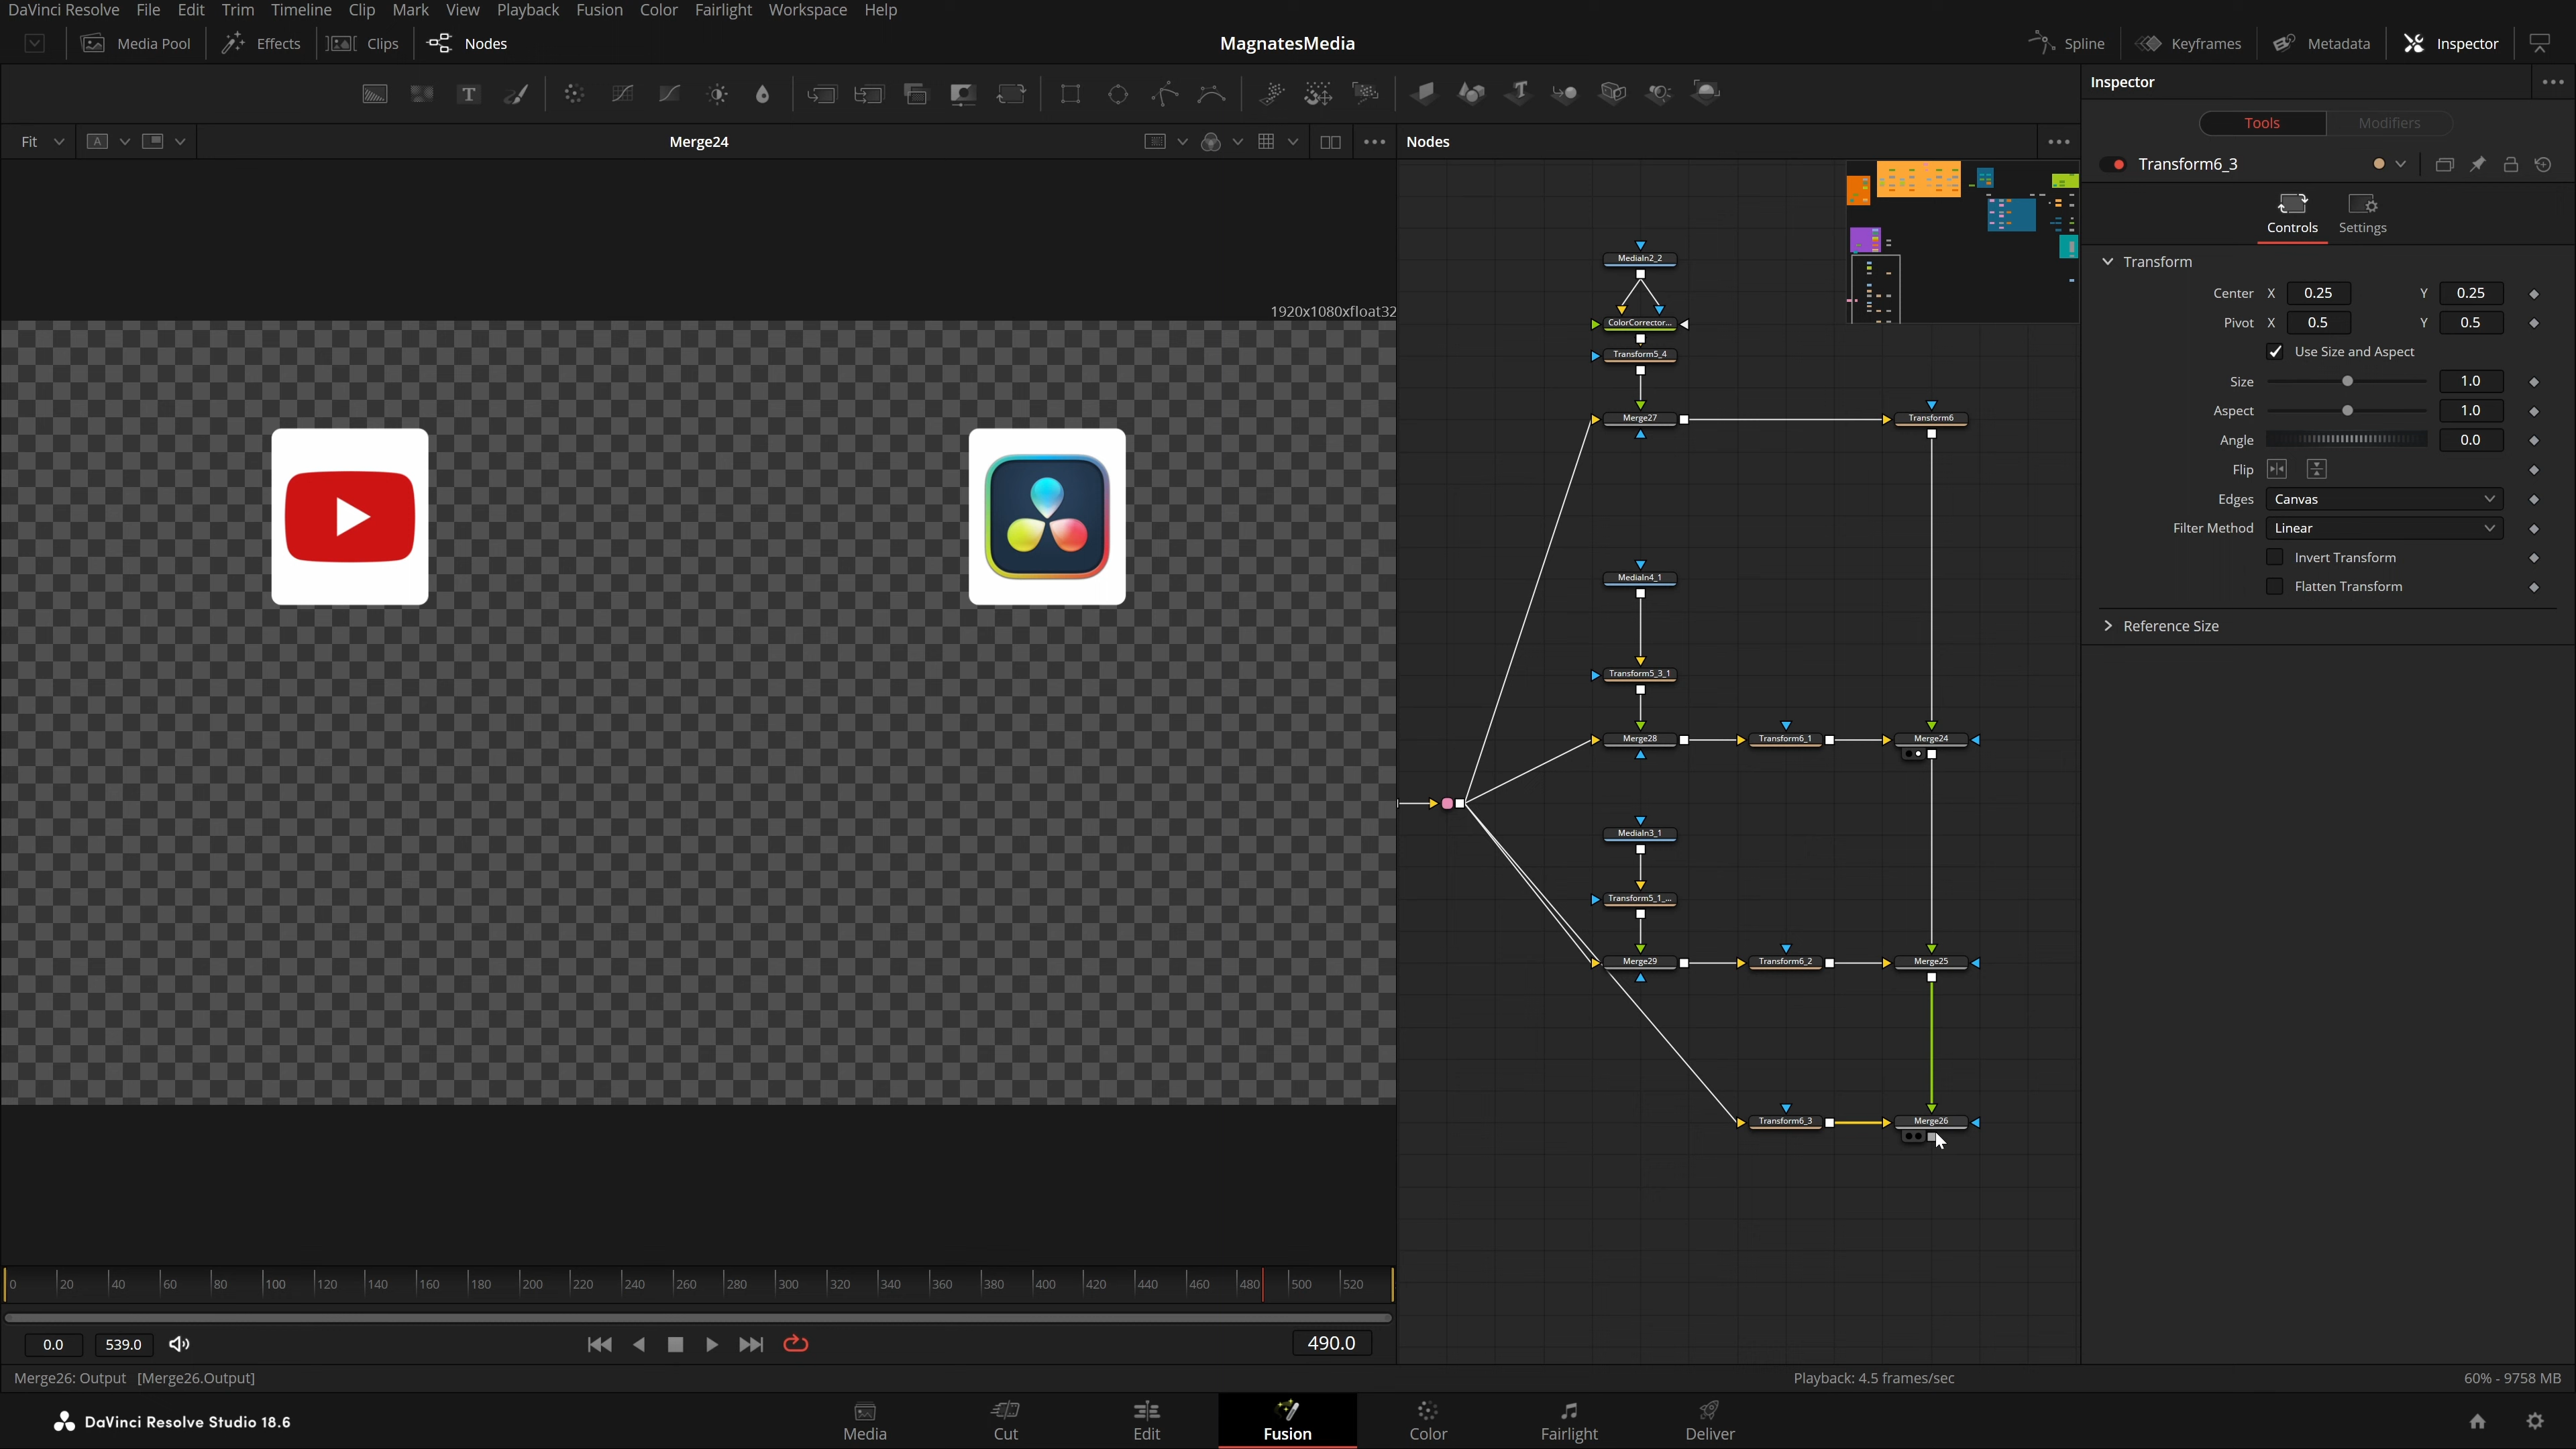 DaVinci Resolve File Edit Trim Timeline Clip Mark View Playback Fusion Color Fairlight Workspace Help
Media Pool Effects Clips Nodes MagnatesMedia Spline Keyframes Metadata Inspector
Inspector
Tools Modifiers
Fit A Merge24 Nodes
Transform6_3
Controls Settings
Transform
Center X 0.25 Y 0.25
Pivot X 0.5 Y 0.5
Use Size and Aspect
Size 1.0
Aspect 1.0
Angle 0.0
Flip
Edges Canvas
Filter Method Linear
Invert Transform
Flatten Transform
Reference Size
1920x1080xfloat32
MediaIn2_2
ColorCorrector...
Transform5_4
Merge27 Transform6
MediaIn4_1
Transform5_3_1
Merge28 Transform6_1 Merge24
MediaIn3_1
Transform5_1_...
Merge29 Transform6_2 Merge25
Transform6_3 Merge26
0 20 40 60 80 100 120 140 160 180 200 220 240 260 280 300 320 340 360 380 400 420 440 460 480 500 520
0.0 539.0 490.0
Merge26: Output [Merge26.Output] Playback: 4.5 frames/sec 60% - 9758 MB
DaVinci Resolve Studio 18.6 Media Cut Edit Fusion Color Fairlight Deliver